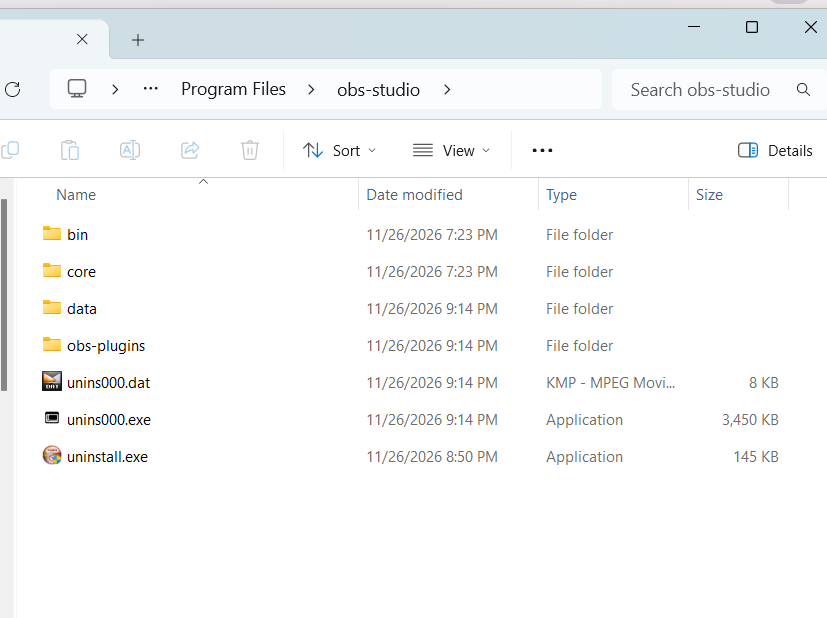 Program Files obs-studio Search obs-studio
Sort View Details
Name Date modified Type Size
bin 11/26/2026 7:23 PM File folder
core 11/26/2026 7:23 PM File folder
data 11/26/2026 9:14 PM File folder
obs-plugins 11/26/2026 9:14 PM File folder
unins000.dat 11/26/2026 9:14 PM KMP - MPEG Movi... 8 KB
unins000.exe 11/26/2026 9:14 PM Application 3,450 KB
uninstall.exe 11/26/2026 8:50 PM Application 145 KB